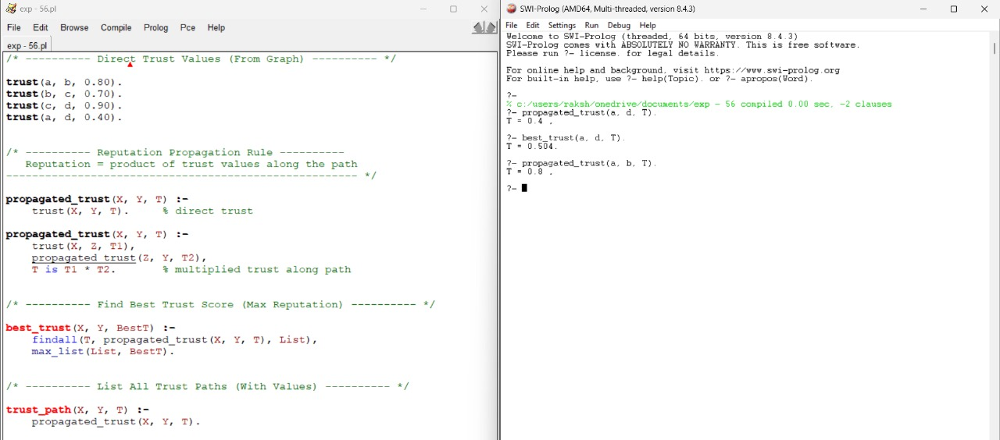 exp - 56.pl
File Edit Browse Compile Prolog Pce Help
exp - 56.pl
/* ---------- Direct Trust Values (From Graph) ---------- */
trust(a, b, 0.80).
trust(b, c, 0.70).
trust(c, d, 0.90).
trust(a, d, 0.40).
/* ---------- Reputation Propagation Rule ----------
Reputation = product of trust values along the path
------------------------------------------------------ */
propagated_trust(X, Y, T) :-
trust(X, Y, T). % direct trust
propagated_trust(X, Y, T) :-
trust(X, Z, T1),
propagated_trust(Z, Y, T2),
T is T1 * T2. % multiplied trust along path
/* ---------- Find Best Trust Score (Max Reputation) ---------- */
best_trust(X, Y, BestT) :-
findall(T, propagated_trust(X, Y, T), List),
max_list(List, BestT).
/* ---------- List All Trust Paths (With Values) ---------- */
trust_path(X, Y, T) :-
propagated_trust(X, Y, T).
SWI-Prolog (AMD64, Multi-threaded, version 8.4.3)
File Edit Settings Run Debug Help
Welcome to SWI-Prolog (threaded, 64 bits, version 8.4.3)
SWI-Prolog comes with ABSOLUTELY NO WARRANTY. This is free software.
Please run ?- license. for legal details.
For online help and background, visit https://www.swi-prolog.org
For built-in help, use ?- help(Topic). or ?- apropos(Word).
?-
% c:/users/raksh/onedrive/documents/exp - 56 compiled 0.00 sec, -2 clauses
?- propagated_trust(a, d, T).
T = 0.4 .
?- best_trust(a, d, T).
T = 0.504.
?- propagated_trust(a, b, T).
T = 0.8 .
?-